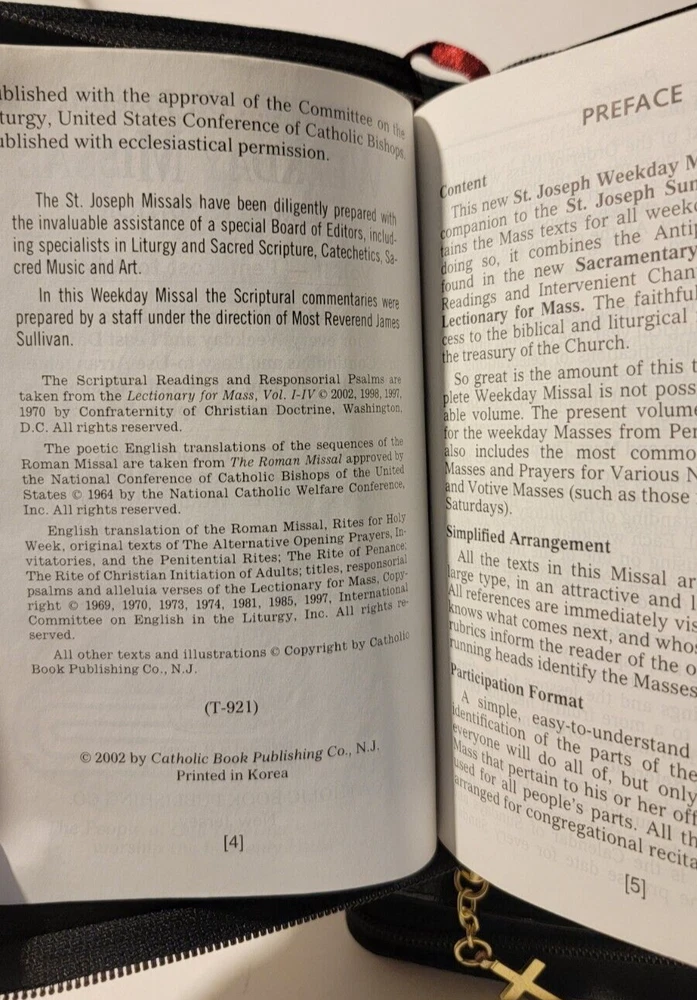 blished with the approval of the Committee on the
turgy, United States Conference of Catholic Bishops,
ublished with ecclesiastical permission.
The St. Joseph Missals have been diligently prepared with
the invaluable assistance of a special Board of Editors, includ-
ing specialists in Liturgy and Sacred Scripture, Catechetics, Sa-
cred Music and Art.
In this Weekday Missal the Scriptural commentaries were
prepared by a staff under the direction of Most Reverend James
Sullivan.
The Scriptural Readings and Responsorial Psalms are
taken from the Lectionary for Mass, Vol. I-IV © 2002, 1998, 1997,
1970 by Confraternity of Christian Doctrine, Washington,
D.C. All rights reserved.
The poetic English translations of the sequences of the
Roman Missal are taken from The Roman Missal approved by
the National Conference of Catholic Bishops of the United
States © 1964 by the National Catholic Welfare Conference,
Inc. All rights reserved.
English translation of the Roman Missal, Rites for Holy
Week, original texts of The Alternative Opening Prayers, In-
vitatories, and the Penitential Rites; The Rite of Penance;
The Rite of Christian Initiation of Adults; titles, responsorial
psalms and alleluia verses of the Lectionary for Mass, Copy-
right © 1969, 1970, 1973, 1974, 1981, 1985, 1997, International
Committee on English in the Liturgy, Inc. All rights re-
served.
All other texts and illustrations © Copyright by Catholic
Book Publishing Co., N.J.
(T-921)
© 2002 by Catholic Book Publishing Co., N.J.
Printed in Korea
[4]
PREFACE
Content
This new St. Joseph Weekday M
companion to the St. Joseph Sun
tains the Mass texts for all week
doing so, it combines the Anti
found in the new Sacramentary
Readings and Intervenient Chan
Lectionary for Mass. The faithful
cess to the biblical and liturgical
the treasury of the Church.
So great is the amount of this t
plete Weekday Missal is not poss
able volume. The present volum
for the weekday Masses from Pen
also includes the most commo
Masses and Prayers for Various N
and Votive Masses (such as those
Saturdays).
Simplified Arrangement
All the texts in this Missal ar
large type, in an attractive and l
All references are immediately vis
knows what comes next, and who
rubrics inform the reader of the o
running heads identify the Masses
Participation Format
A simple, easy-to-understand
identification of the parts of the
everyone will do all of, but only
Mass that pertain to his or her off
used for all people's parts. All th
arranged for congregational recita
[5]